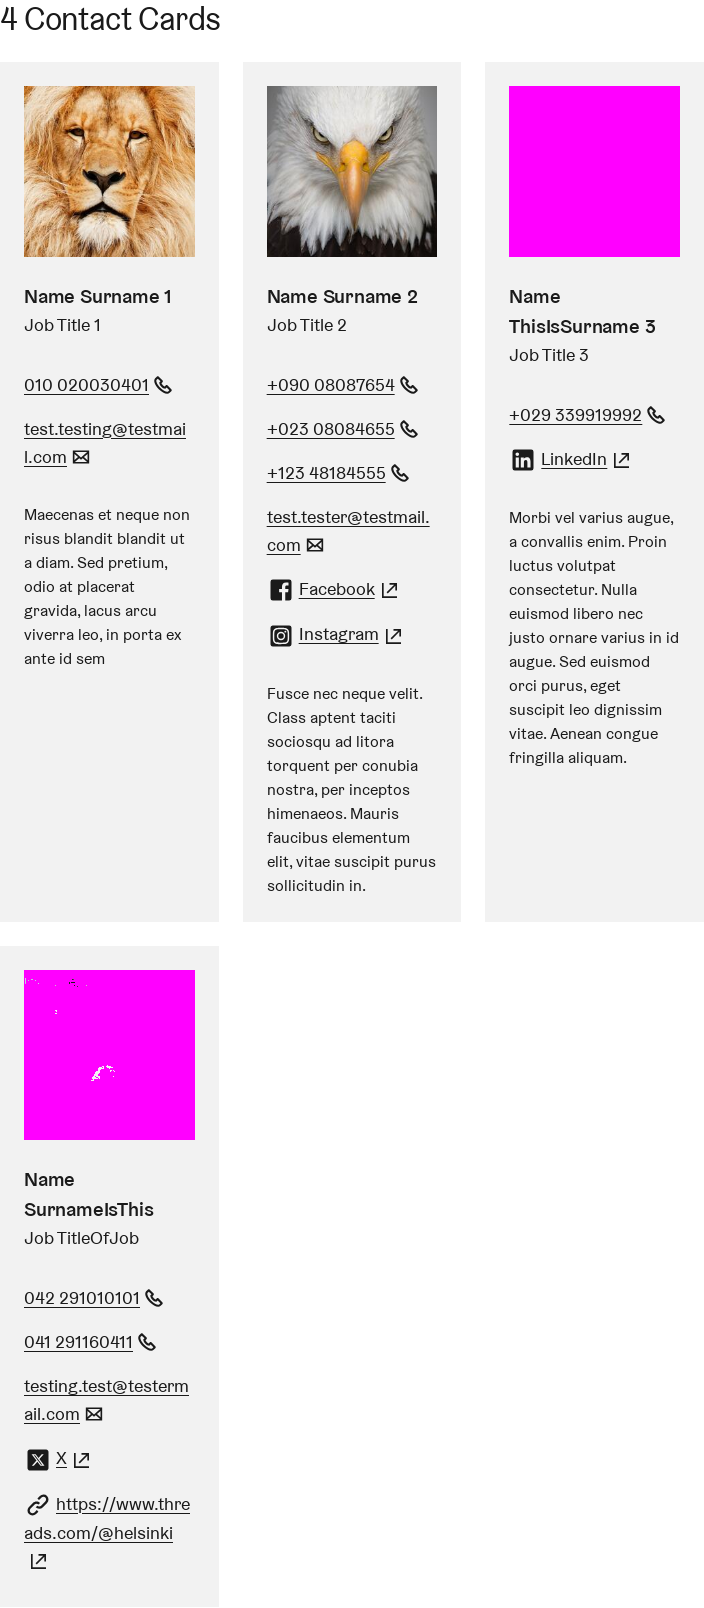 4 Contact Cards
Name Surname 1
Job Title 1
010 020030401
test.testing@testmai
l.com
Maecenas et neque non
risus blandit blandit ut
a diam. Sed pretium,
odio at placerat
gravida, lacus arcu
viverra leo, in porta ex
ante id sem
Name Surname 2
Job Title 2
+090 08087654
+023 08084655
+123 48184555
test.tester@testmail.
com
Facebook
Instagram
Fusce nec neque velit.
Class aptent taciti
sociosqu ad litora
torquent per conubia
nostra, per inceptos
himenaeos. Mauris
faucibus elementum
elit, vitae suscipit purus
sollicitudin in.
Name
ThisIsSurname 3
Job Title 3
+029 339919992
LinkedIn
Morbi vel varius augue,
a convallis enim. Proin
luctus volutpat
consectetur. Nulla
euismod libero nec
justo ornare varius in id
augue. Sed euismod
orci purus, eget
suscipit leo dignissim
vitae. Aenean congue
fringilla aliquam.
Name
SurnameIsThis
Job TitleOfJob
042 291010101
041 291160411
testing.test@testerm
ail.com
X
https://www.thre
ads.com/@helsinki